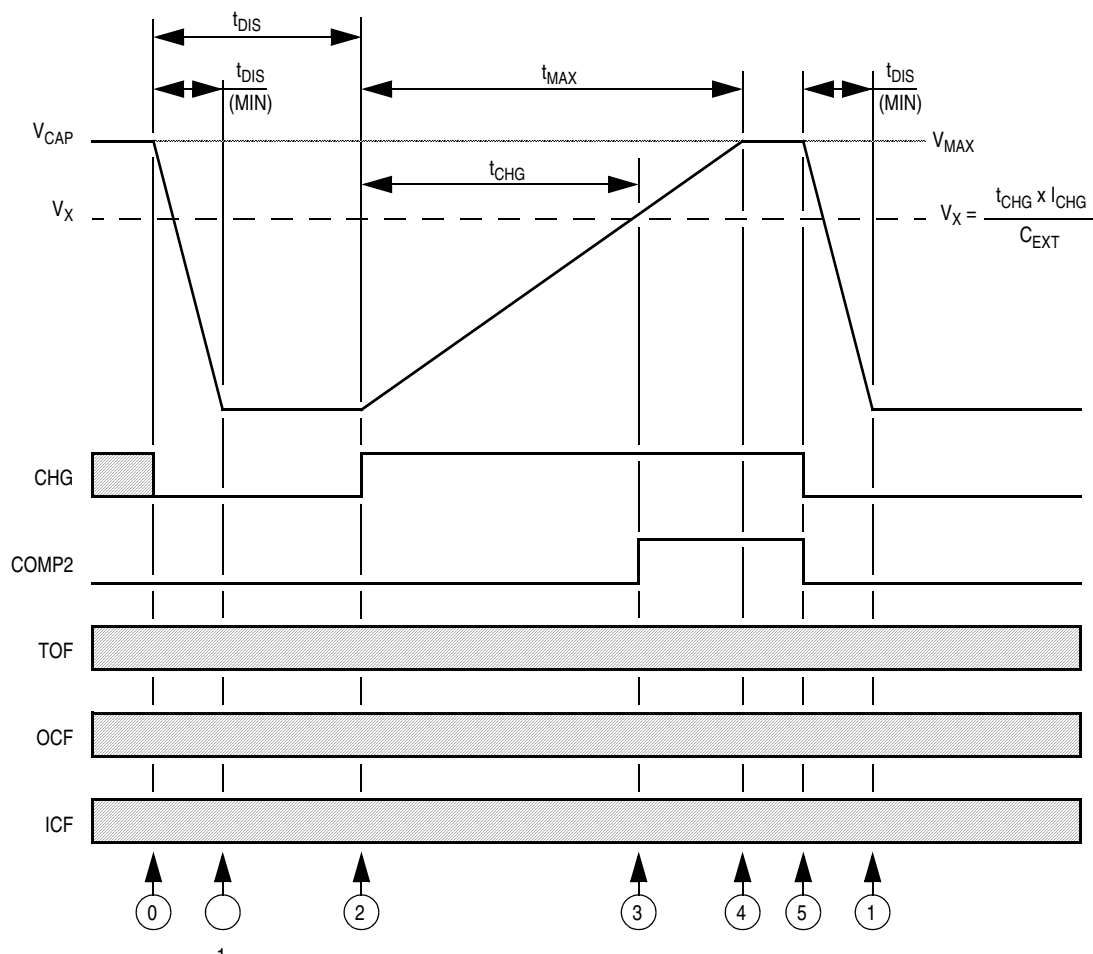 tDIS
tDIS
(MIN)
tMAX
tDIS
(MIN)
VCAP
VMAX
tCHG
VX
VX = tCHG x ICHG
CEXT
CHG
COMP2
TOF
OCF
ICF
0
2
3
4
5
1
1